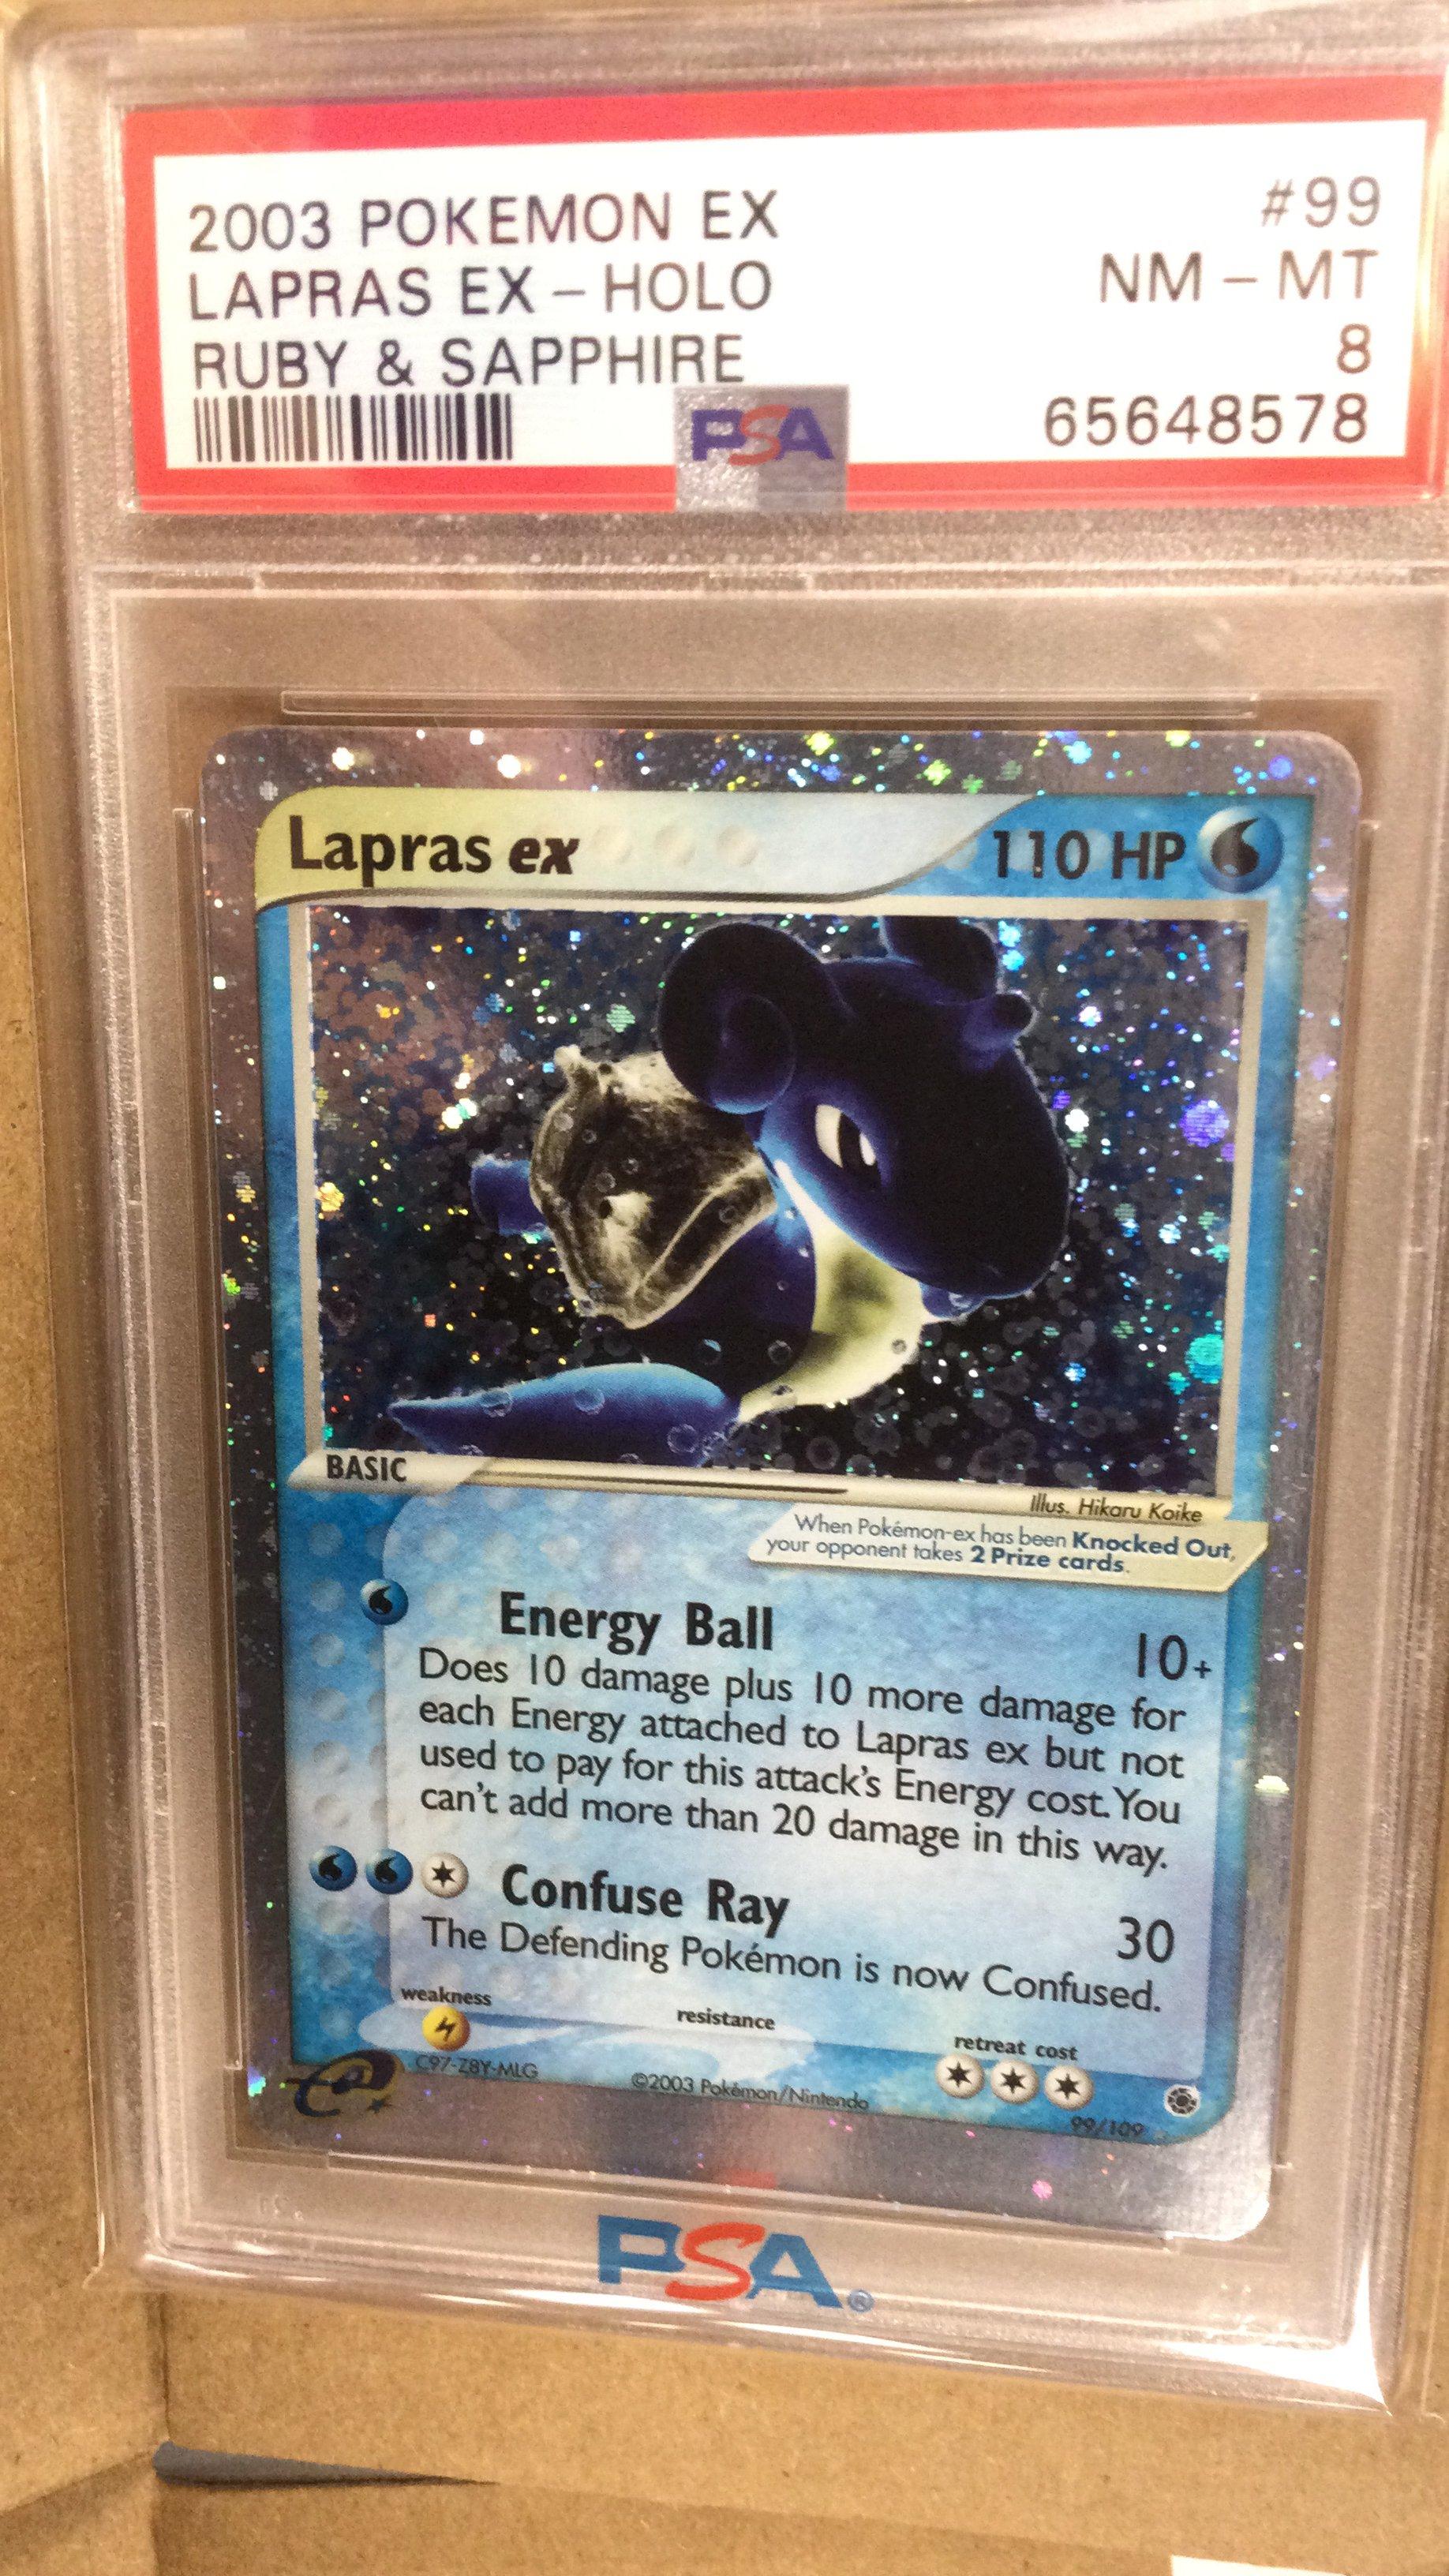 2003 POKEMON EX #99
LAPRAS EX - HOLO NM - MT
RUBY & SAPPHIRE 8
PSA 65648578
Lapras ex 110 HP
BASIC
Illus. Hikaru Koike
When Pokémon-ex has been Knocked Out,
your opponent takes 2 Prize cards.
Energy Ball 10+
Does 10 damage plus 10 more damage for
each Energy attached to Lapras ex but not
used to pay for this attack's Energy cost. You
can't add more than 20 damage in this way.
Confuse Ray 30
The Defending Pokémon is now Confused.
weakness resistance retreat cost
e C97-Z8Y-MLG ©2003 Pokémon/Nintendo 99/109
PSA®